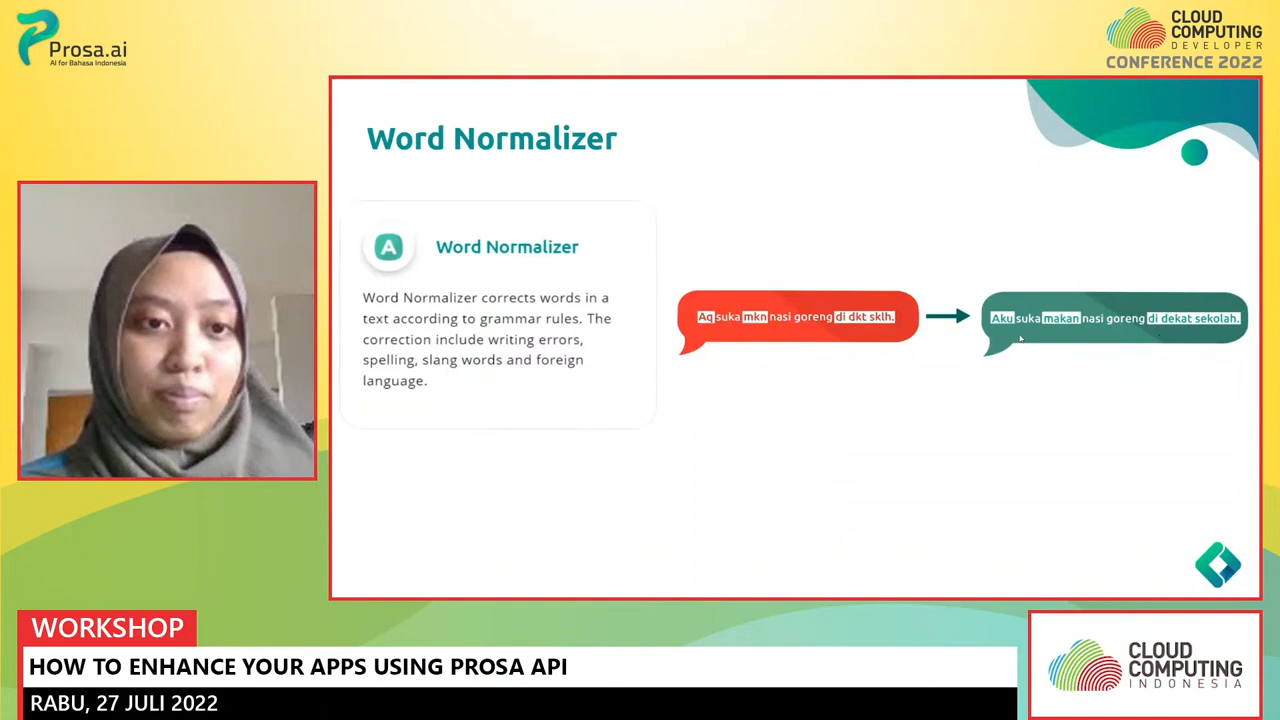 Prosa.ai
AI for Bahasa Indonesia
CLOUD
COMPUTING
DEVELOPER
CONFERENCE 2022
Word Normalizer
A
Word Normalizer
Word Normalizer corrects words in a
text according to grammar rules. The
correction include writing errors,
spelling, slang words and foreign
language.
Aq suka mkn nasi goreng di dkt sklh.
Aku suka makan nasi goreng di dekat sekolah.
WORKSHOP
HOW TO ENHANCE YOUR APPS USING PROSA API
RABU, 27 JULI 2022
CLOUD
COMPUTING
INDONESIA